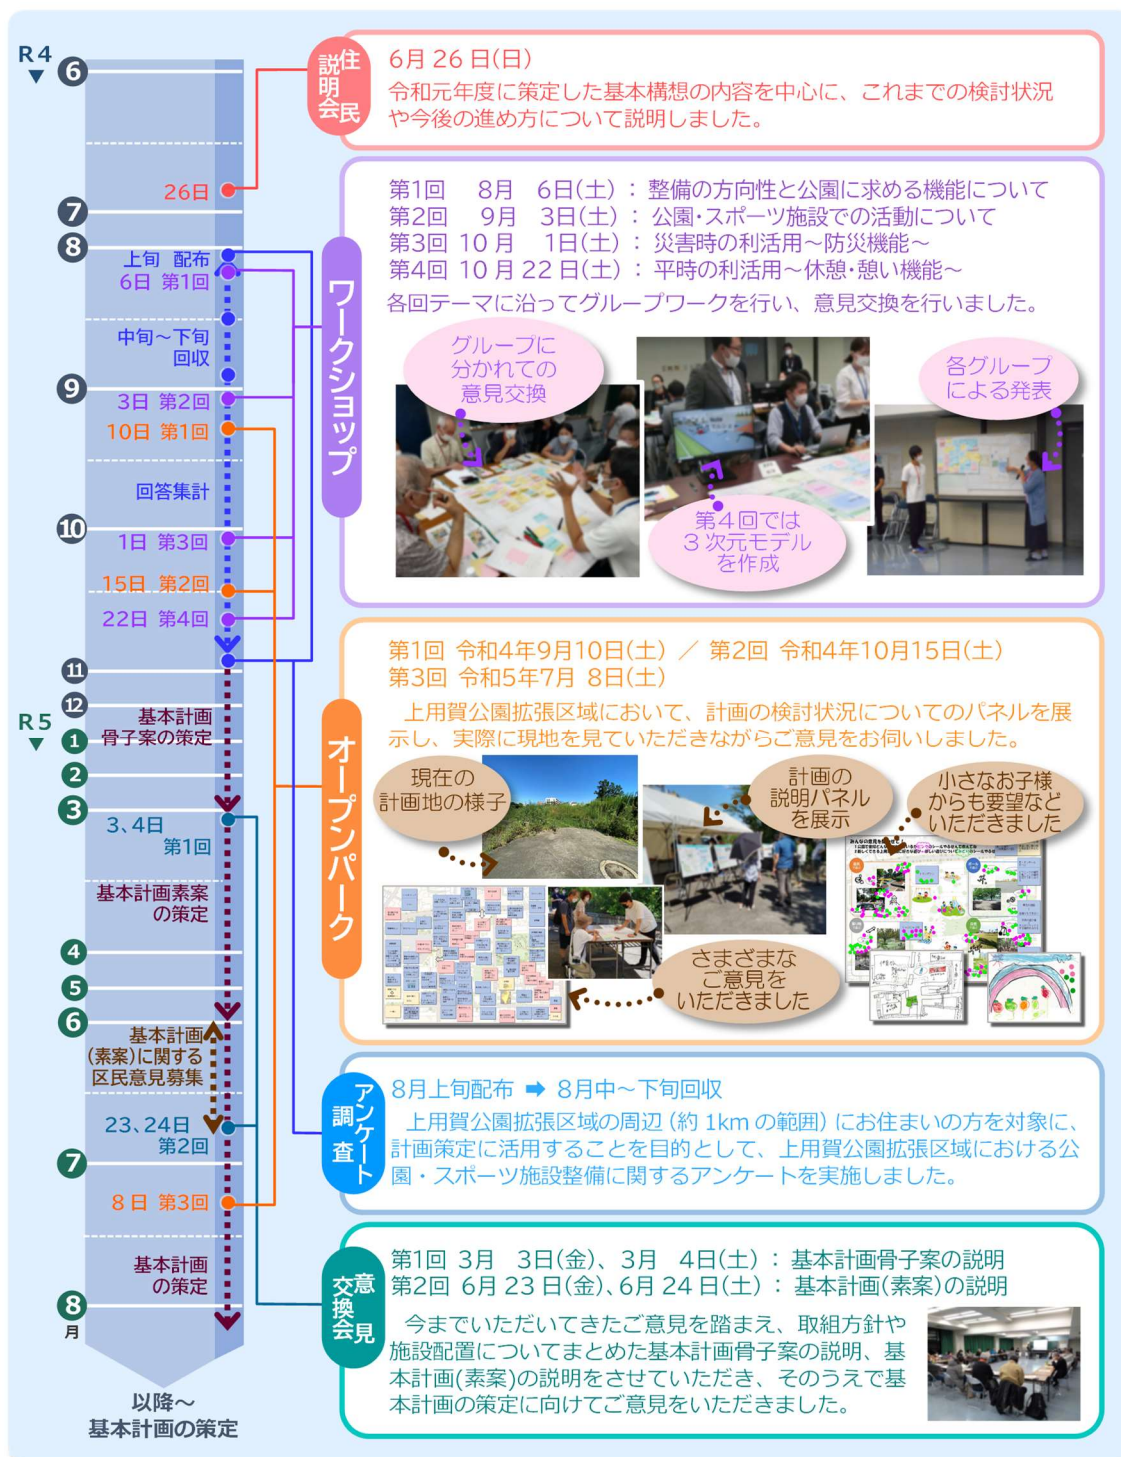 R4
6
26日
7
8
上旬 配布
6日 第1回
中旬～下旬
回収
9
3日 第2回
10日 第1回
回答集計
10
1日 第3回
15日 第2回
22日 第4回
11
12
R5
基本計画
骨子案の策定
1
2
3
3、4日
第1回
基本計画素案
の策定
4
5
6
基本計画
(素案)に関する
区民意見募集
23、24日
第2回
7
8日 第3回
基本計画
の策定
8
月
以降～
基本計画の策定
住民
説明会
6月26日(日)
令和元年度に策定した基本構想の内容を中心に、これまでの検討状況
や今後の進め方について説明しました。
ワークショップ
第1回 8月 6日(土)：整備の方向性と公園に求める機能について
第2回 9月 3日(土)：公園・スポーツ施設での活動について
第3回 10月 1日(土)：災害時の利活用～防災機能～
第4回 10月22日(土)：平時の利活用～休憩・憩い機能～
各回テーマに沿ってグループワークを行い、意見交換を行いました。
グループに
分かれての
意見交換
各グループ
による発表
第4回では
3次元モデル
を作成
オープンパーク
第1回 令和4年9月10日(土) ／ 第2回 令和4年10月15日(土)
第3回 令和5年7月 8日(土)
上用賀公園拡張区域において、計画の検討状況についてのパネルを展
示し、実際に現地を見ていただきながらご意見をお伺いしました。
現在の
計画地の様子
計画の
説明パネル
を展示
小さなお子様
からも要望など
いただきました
さまざまな
ご意見を
いただきました
アンケート
調査
8月上旬配布 ➡ 8月中～下旬回収
上用賀公園拡張区域の周辺（約1kmの範囲）にお住まいの方を対象に、
計画策定に活用することを目的として、上用賀公園拡張区域における公
園・スポーツ施設整備に関するアンケートを実施しました。
意見
交換会
第1回 3月 3日(金)、3月 4日(土)：基本計画骨子案の説明
第2回 6月23日(金)、6月24日(土)：基本計画(素案)の説明
今までいただいてきたご意見を踏まえ、取組方針や
施設配置についてまとめた基本計画骨子案の説明、基
本計画(素案)の説明をさせていただき、そのうえで基
本計画の策定に向けてご意見をいただきました。